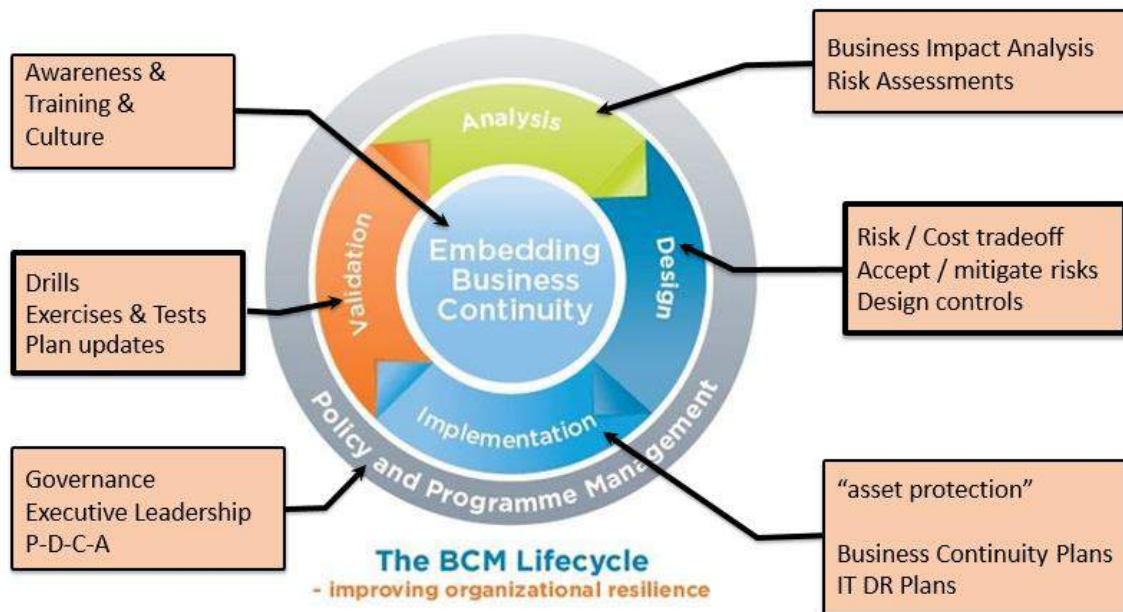 Awareness &
Training &
Culture
Business Impact Analysis
Risk Assessments
Analysis
Validation
Embedding
Business
Continuity
Design
Drills
Exercises & Tests
Plan updates
Risk / Cost tradeoff
Accept / mitigate risks
Design controls
Implementation
Policy and Programme Management
Governance
Executive Leadership
P-D-C-A
“asset protection”
Business Continuity Plans
IT DR Plans
The BCM Lifecycle
- improving organizational resilience